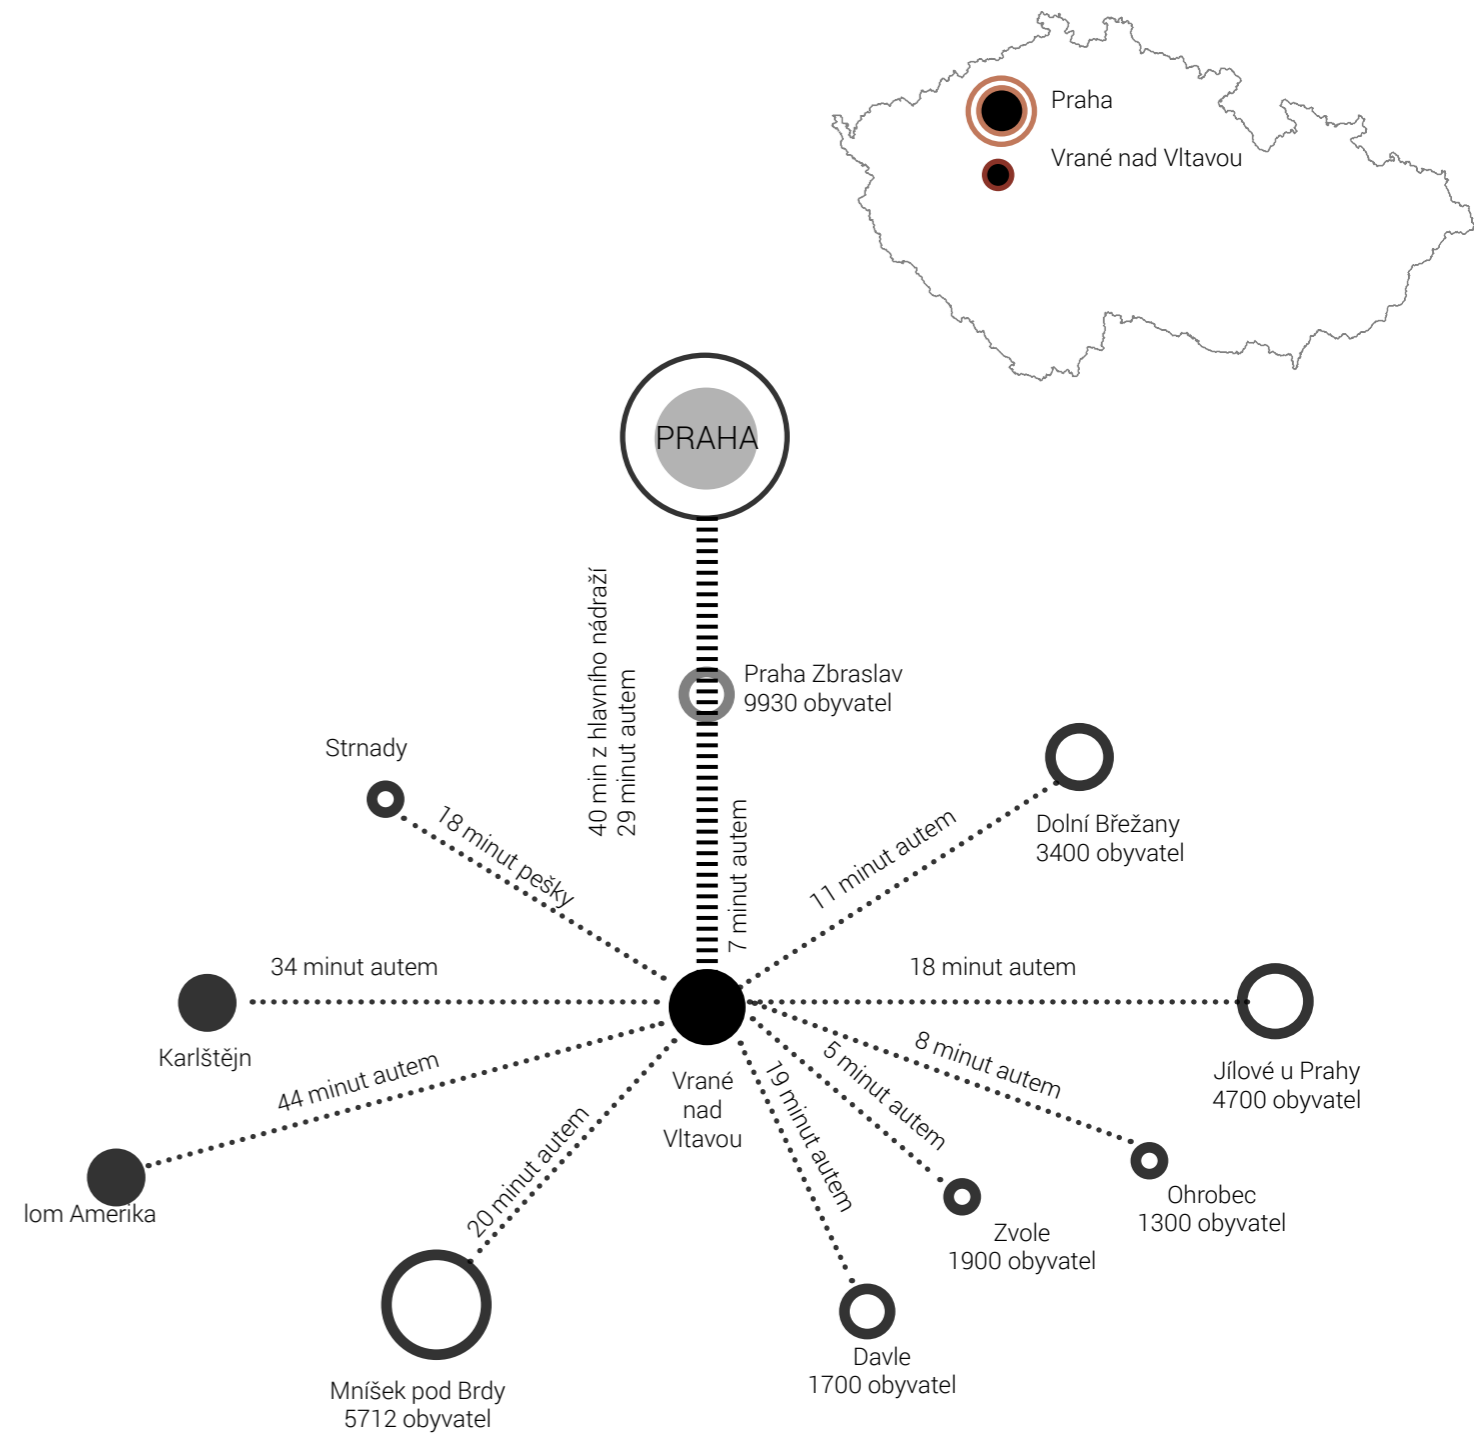 Praha
Vrané nad Vltavou
PRAHA
40 min z hlavního nádraží
29 minut autem
Praha Zbraslav
9930 obyvatel
7 minut autem
Strnady
18 minut pešky
Dolní Břežany
3400 obyvatel
11 minut autem
34 minut autem
Karlštějn
18 minut autem
Jílové u Prahy
4700 obyvatel
44 minut autem
lom Amerika
Vrané
nad
Vltavou
8 minut autem
Ohrobec
1300 obyvatel
5 minut autem
Zvole
1900 obyvatel
19 minut autem
Davle
1700 obyvatel
20 minut autem
Mníšek pod Brdy
5712 obyvatel